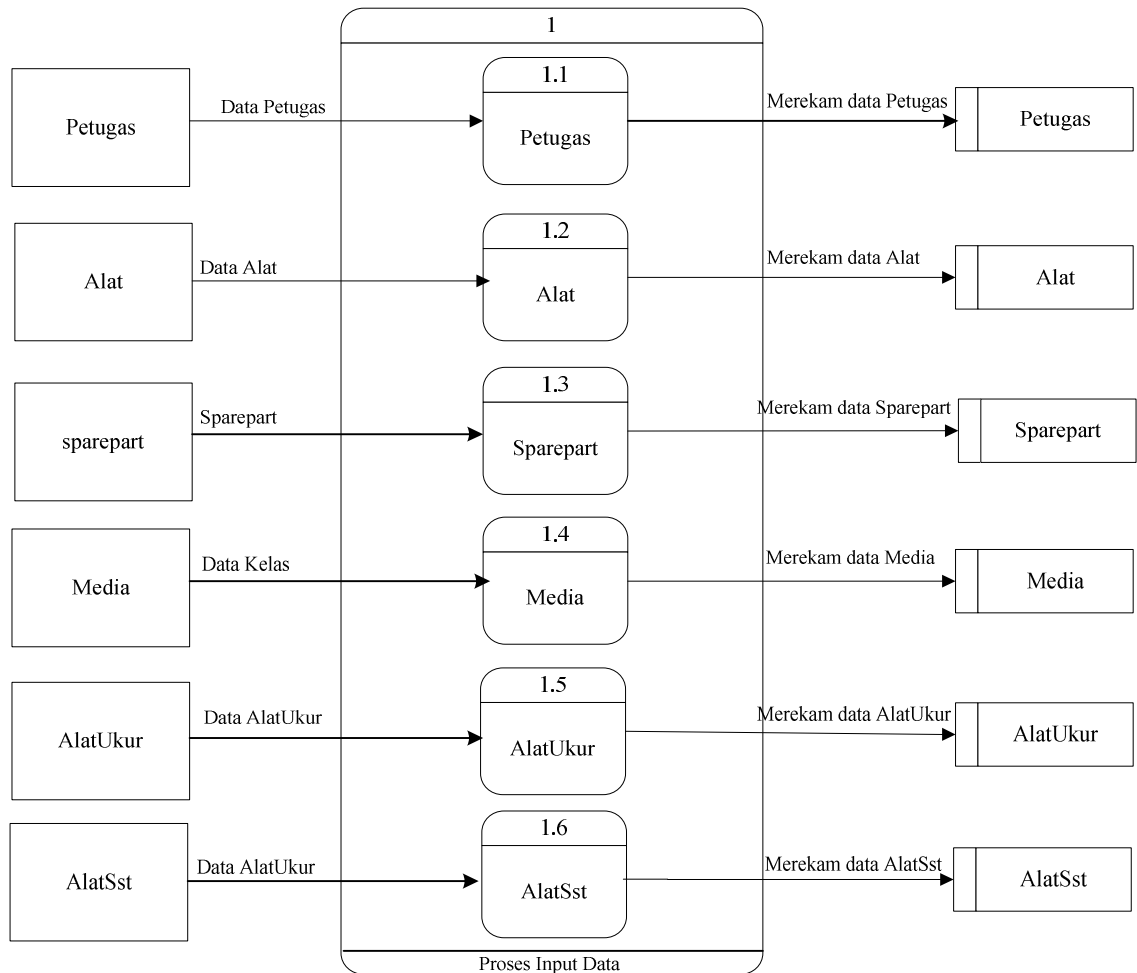 1
Petugas
Data Petugas
1.1
Petugas
Merekam data Petugas
Petugas
Alat
Data Alat
1.2
Alat
Merekam data Alat
Alat
sparepart
Sparepart
1.3
Sparepart
Merekam data Sparepart
Sparepart
Media
Data Kelas
1.4
Media
Merekam data Media
Media
AlatUkur
Data AlatUkur
1.5
AlatUkur
Merekam data AlatUkur
AlatUkur
AlatSst
Data AlatUkur
1.6
AlatSst
Merekam data AlatSst
AlatSst
Proses Input Data